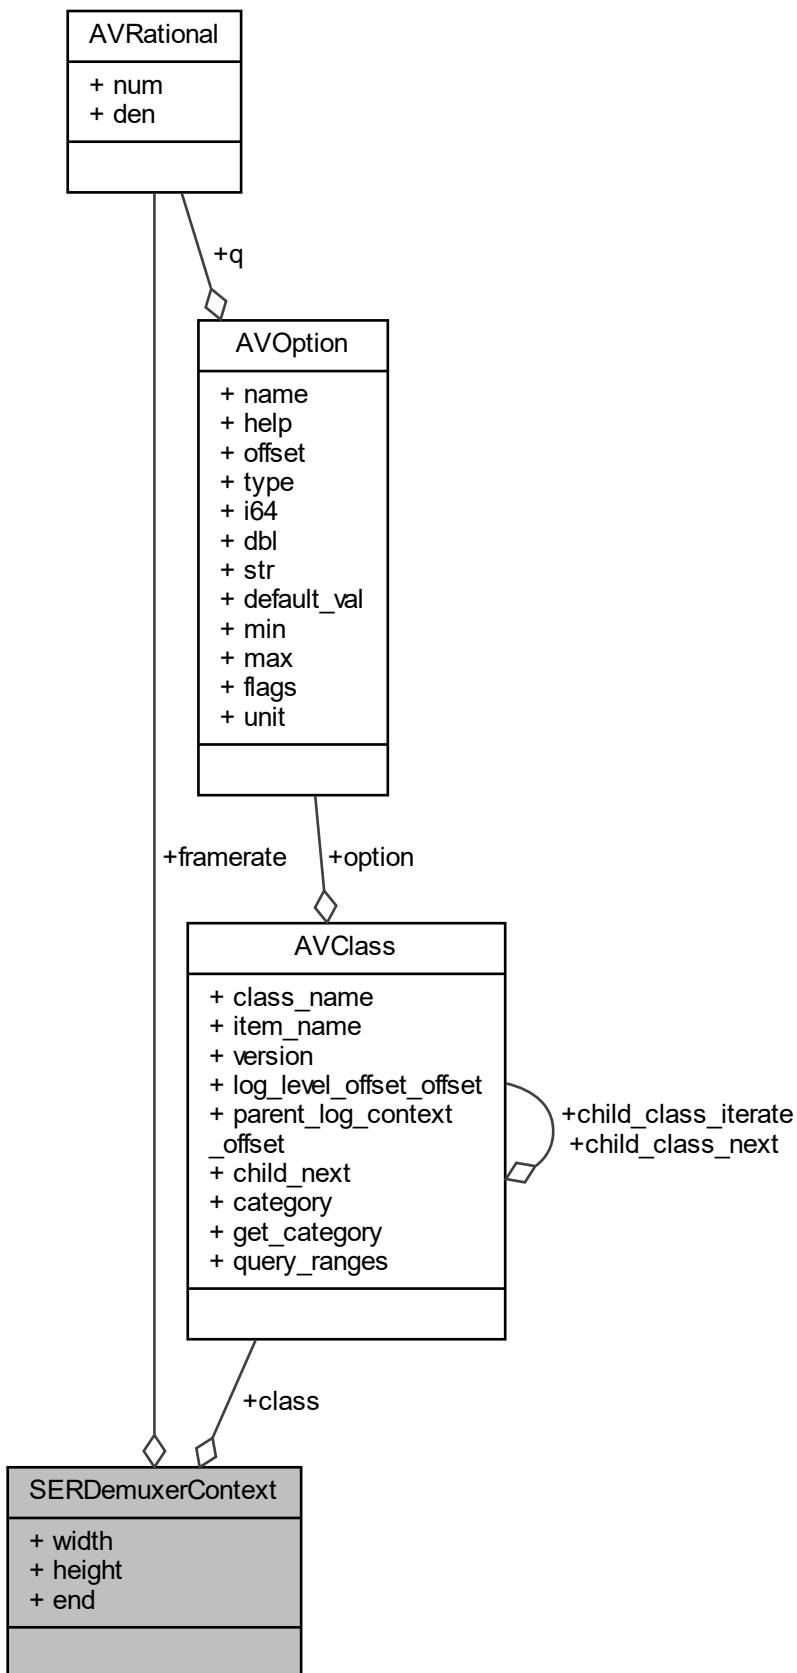 AVRational
+ num
+ den
+q
AVOption
+ name
+ help
+ offset
+ type
+ i64
+ dbl
+ str
+ default_val
+ min
+ max
+ flags
+ unit
+framerate
+option
AVClass
+ class_name
+ item_name
+ version
+ log_level_offset_offset
+ parent_log_context
_offset
+ child_next
+ category
+ get_category
+ query_ranges
+child_class_iterate
+child_class_next
+class
SERDemuxerContext
+ width
+ height
+ end